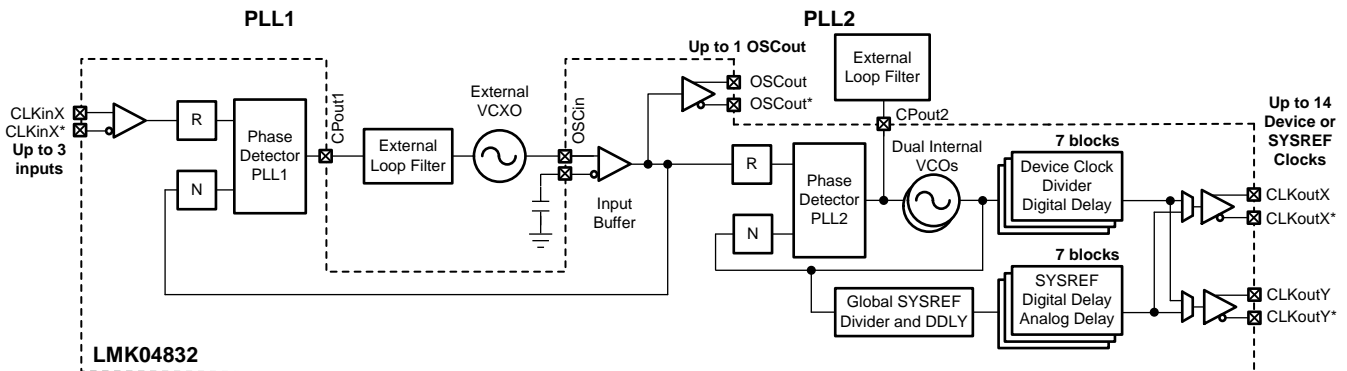 PLL1
PLL2
Up to 1 OSCout
External
Loop Filter
OSCout
OSCout*
CPout2
CLKinX
CLKinX*
Up to 3
inputs
R
N
Phase
Detector
PLL1
CPout1
External
Loop Filter
External
VCXO
OSCin
Input
Buffer
R
N
Phase
Detector
PLL2
Dual Internal
VCOs
7 blocks
Device Clock
Divider
Digital Delay
7 blocks
SYSREF
Digital Delay
Analog Delay
Global SYSREF
Divider and DDLY
Up to 14
Device or
SYSREF
Clocks
CLKoutX
CLKoutX*
CLKoutY
CLKoutY*
LMK04832